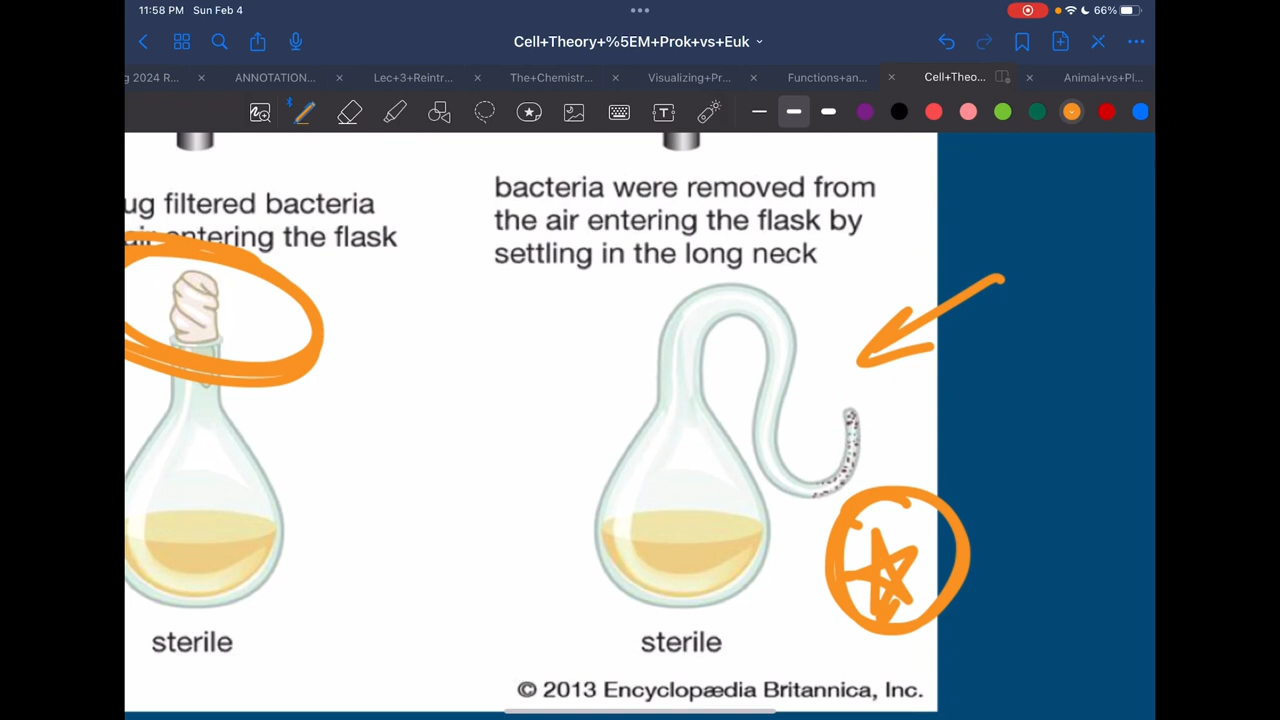 11:58 PM Sun Feb 4
66%
Cell+Theory+%5EM+Prok+vs+Euk
g 2024 R...
ANNOTATION...
Lec+3+Reintr...
The+Chemistr...
Visualizing+Pr...
Functions+an...
Cell+Theo...
Animal+vs+Pl...
ug filtered bacteria
air entering the flask
bacteria were removed from
the air entering the flask by
settling in the long neck
sterile
sterile
© 2013 Encyclopædia Britannica, Inc.